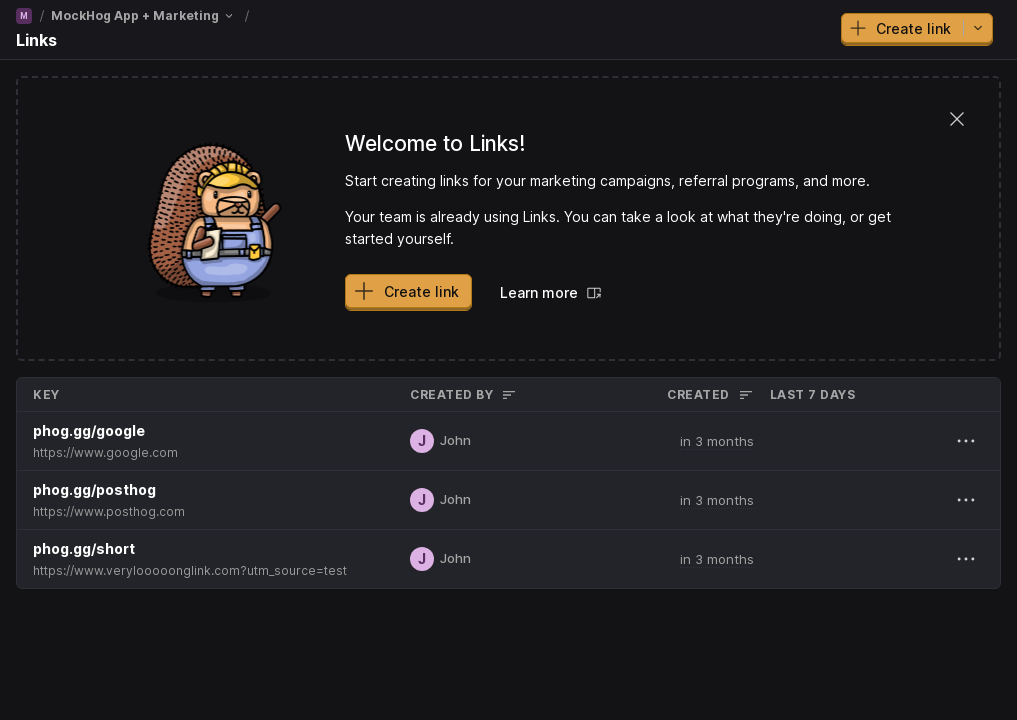 M / MockHog App + Marketing /
Links
Create link
Welcome to Links!
Start creating links for your marketing campaigns, referral programs, and more.
Your team is already using Links. You can take a look at what they're doing, or get
started yourself.
Create link
Learn more
KEY CREATED BY CREATED LAST 7 DAYS
phog.gg/google
https://www.google.com
J John
in 3 months
phog.gg/posthog
https://www.posthog.com
J John
in 3 months
phog.gg/short
https://www.verylooooonglink.com?utm_source=test
J John
in 3 months